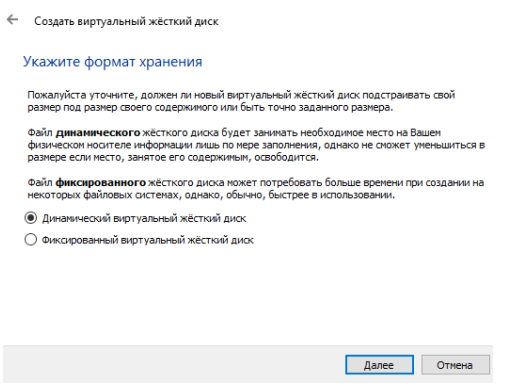 Создать виртуальный жёсткий диск
Укажите формат хранения
Пожалуйста уточните, должен ли новый виртуальный жёсткий диск подстраивать свой
размер под размер своего содержимого или быть точно заданного размера.
Файл динамического жёсткого диска будет занимать необходимое место на Вашем
физическом носителе информации лишь по мере заполнения, однако не сможет уменьшиться в
размере если место, занятое его содержимым, освободится.
Файл фиксированного жёсткого диска может потребовать больше времени при создании на
некоторых файловых системах, однако, обычно, быстрее в использовании.
Динамический виртуальный жёсткий диск
Фиксированный виртуальный жёсткий диск
Далее Отмена